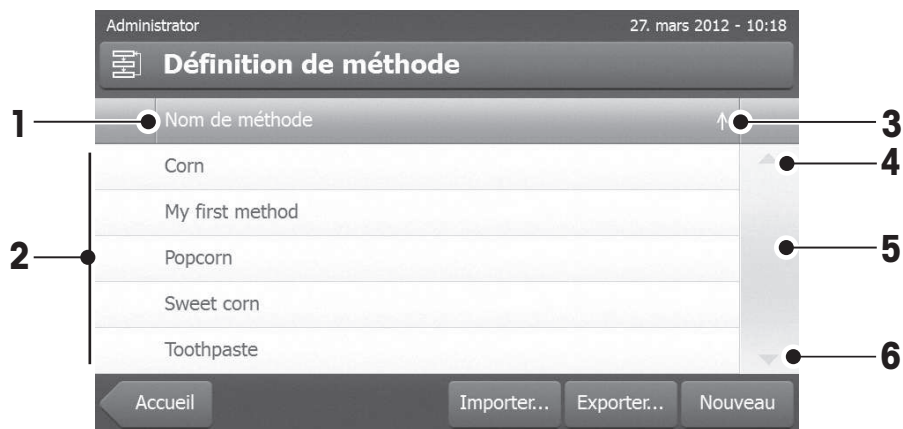 Administrator 27. mars 2012 - 10:18
Définition de méthode
1 Nom de méthode 3
Corn 4
My first method
2 Popcorn 5
Sweet corn
Toothpaste 6
Accueil Importer... Exporter... Nouveau